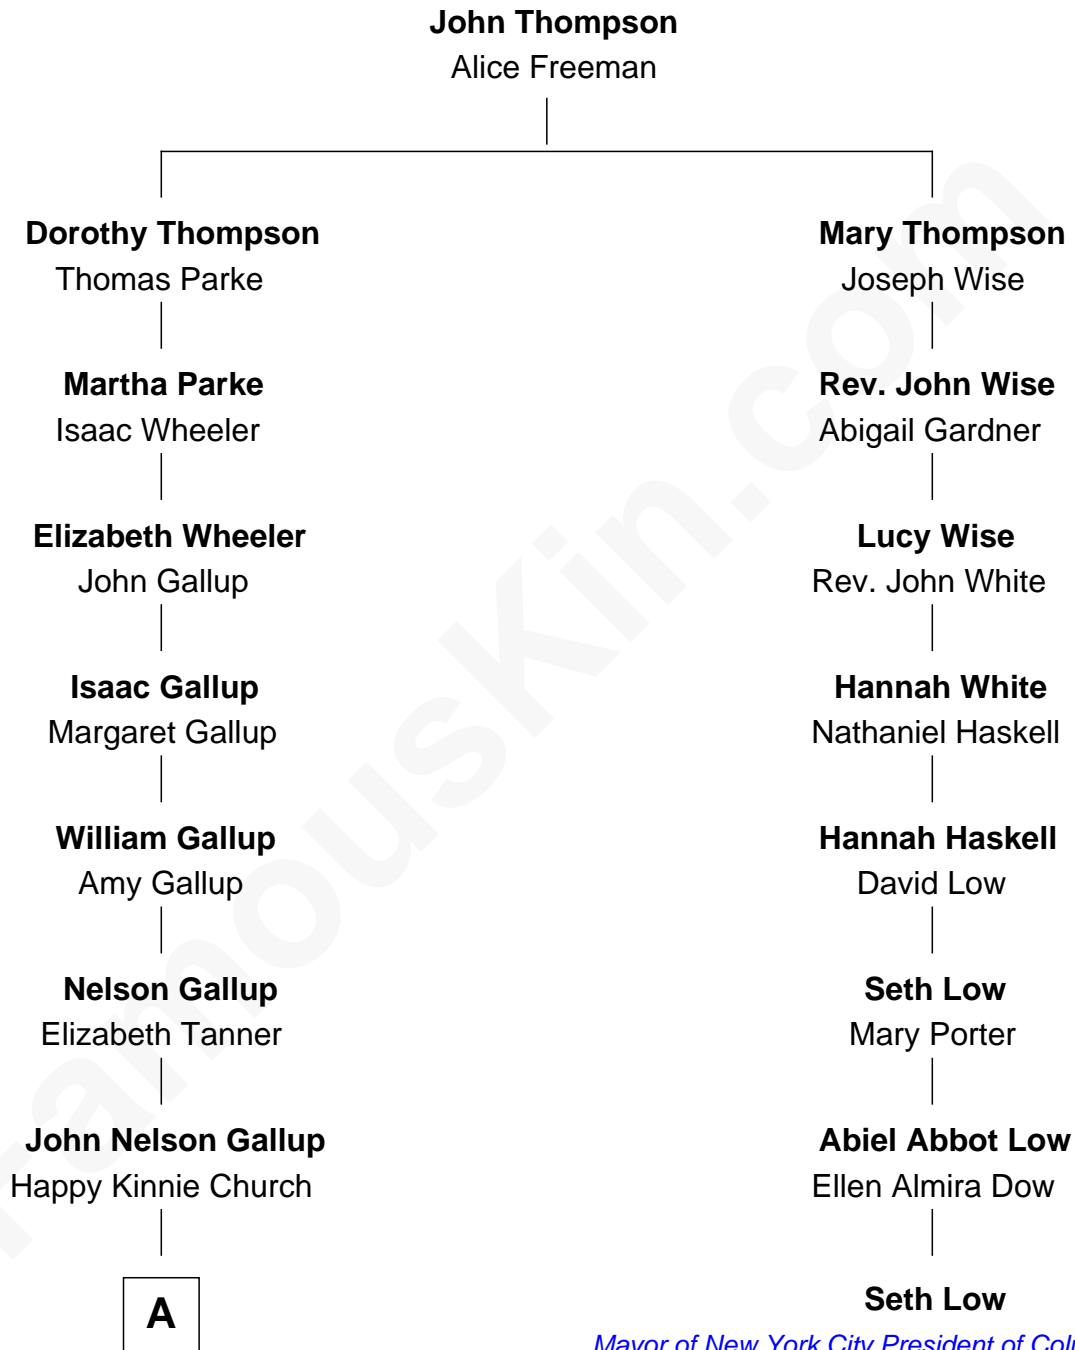 John Thompson
Alice Freeman
Dorothy Thompson
Thomas Parke
Martha Parke
Isaac Wheeler
Elizabeth Wheeler
John Gallup
Isaac Gallup
Margaret Gallup
William Gallup
Amy Gallup
Nelson Gallup
Elizabeth Tanner
John Nelson Gallup
Happy Kinnie Church
A
Mary Thompson
Joseph Wise
Rev. John Wise
Abigail Gardner
Lucy Wise
Rev. John White
Hannah White
Nathaniel Haskell
Hannah Haskell
David Low
Seth Low
Mary Porter
Abiel Abbot Low
Ellen Almira Dow
Seth Low
Mayor of New York City President of
FamousKin.com